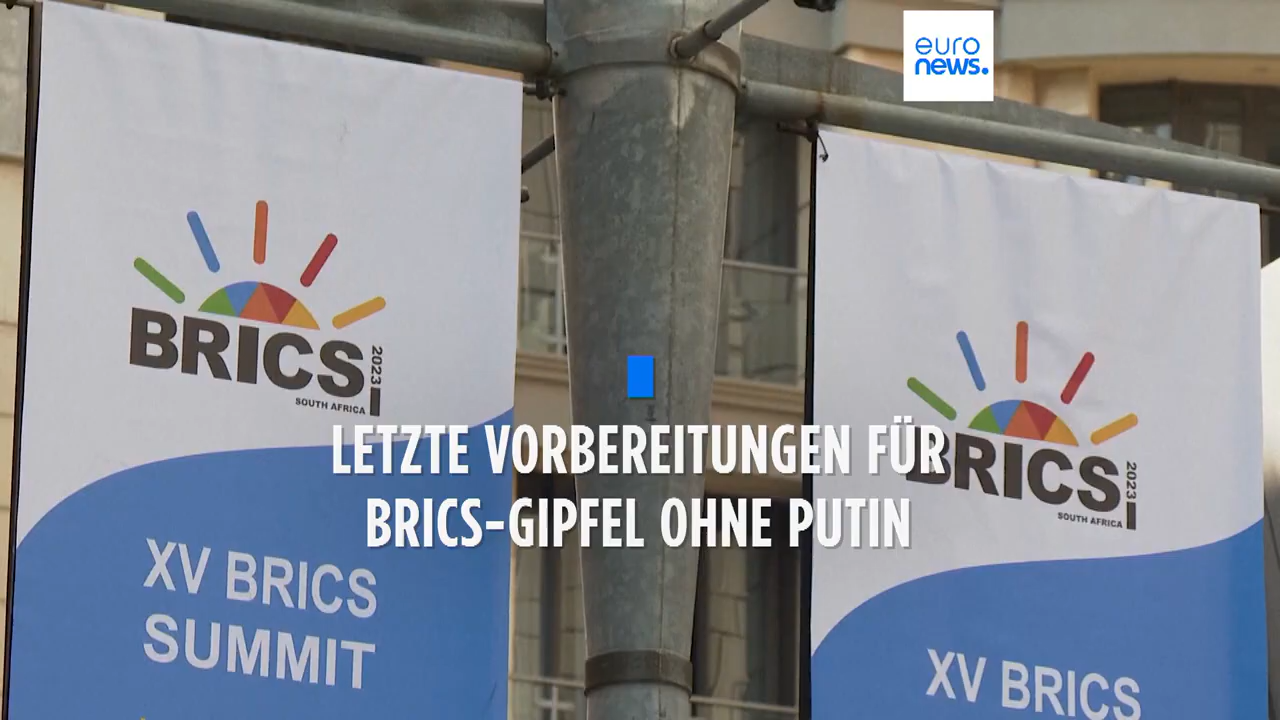 euro
news.
BRICS
2023
SOUTH AFRICA
XV BRICS
SUMMIT
BRICS
2023
SOUTH AFRICA
XV BRICS
LETZTE VORBEREITUNGEN FÜR
BRICS-GIPFEL OHNE PUTIN